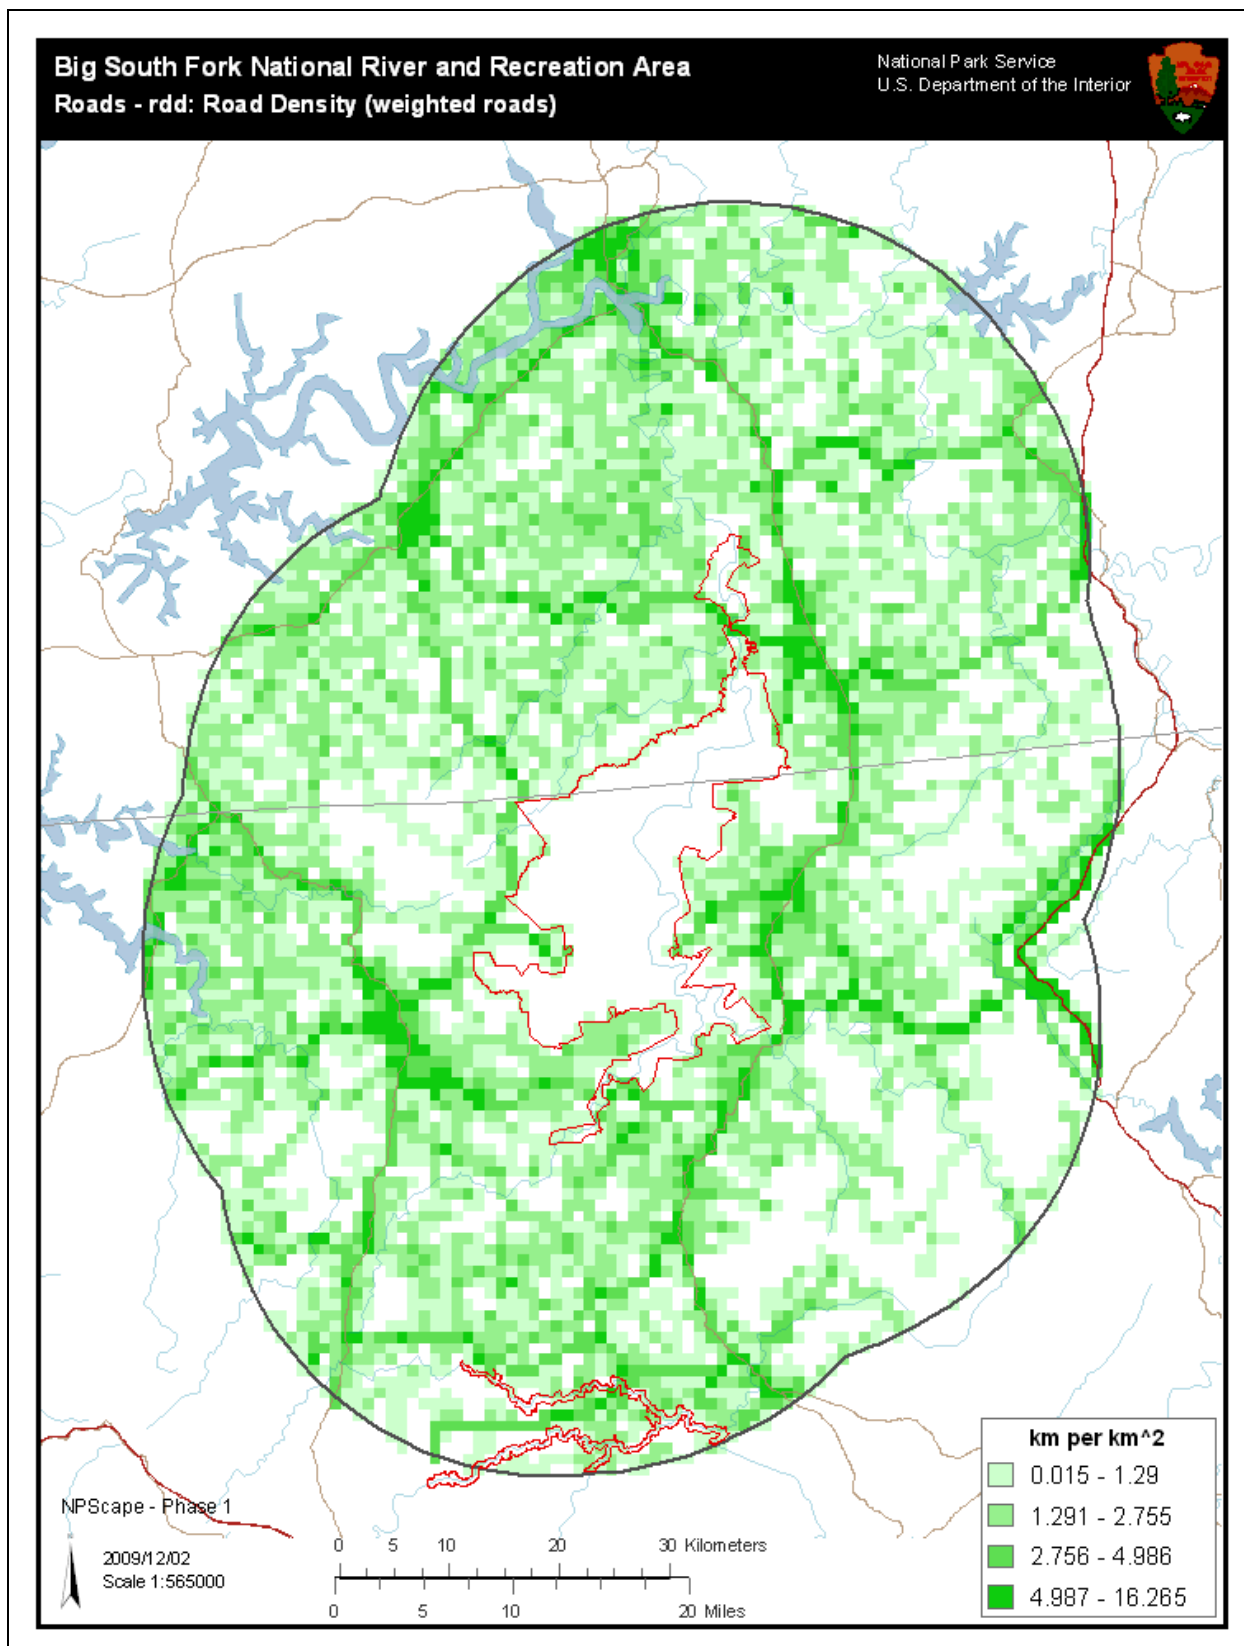 Big South Fork National River and Recreation Area
Roads - rdd: Road Density (weighted roads)
National Park Service
U.S. Department of the Interior
km per km^2
0.015 - 1.29
1.291 - 2.755
2.756 - 4.986
4.987 - 16.265
NPScape - Phase 1
2009/12/02
Scale 1:565000
0 5 10 20 30 Kilometers
0 5 10 20 Miles